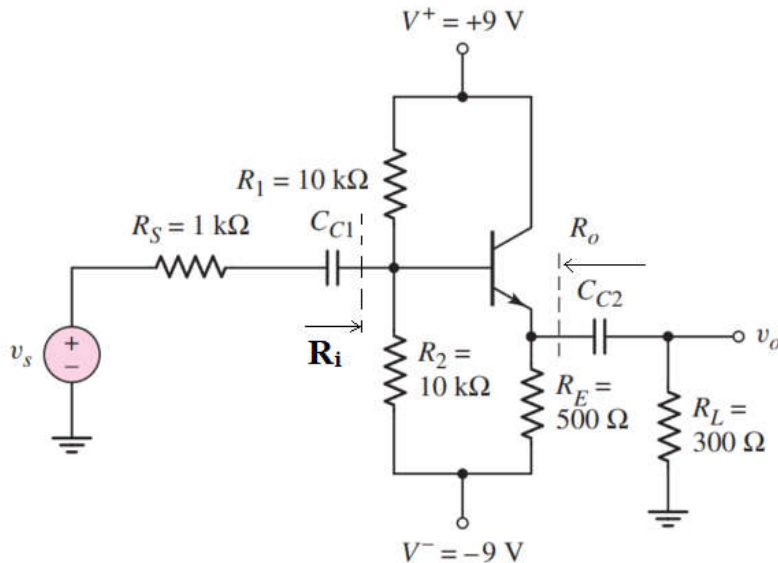 V⁺ = +9 V
R₁ = 10 kΩ
R_S = 1 kΩ
C_C1
R_o
C_C2
v_s
+
−
R_i
R₂ =
10 kΩ
R_E =
500 Ω
v_o
R_L =
300 Ω
V⁻ = −9 V